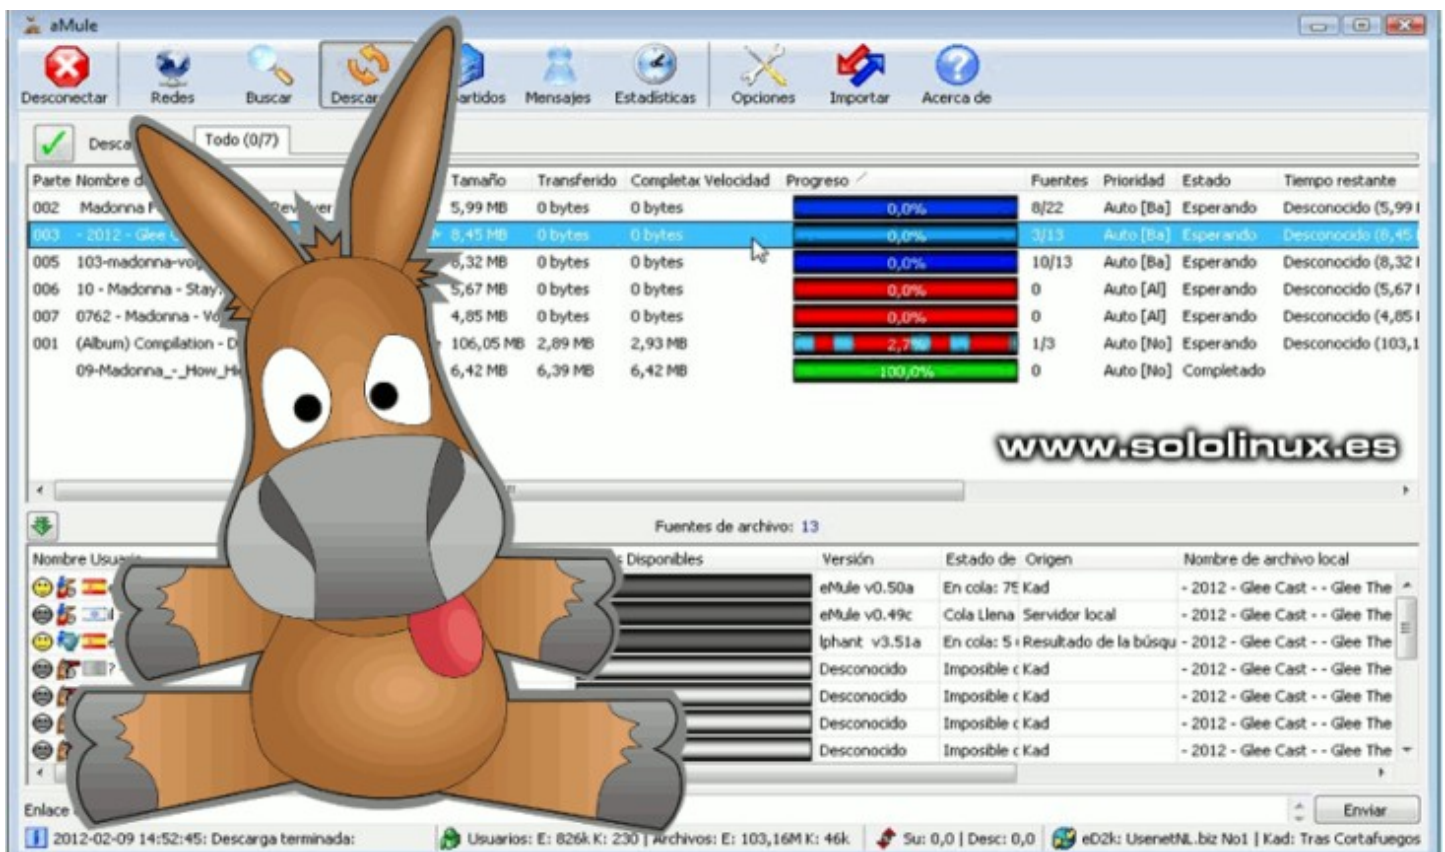 aMule
Desconectar Redes Buscar Mensajes Estadísticas Opciones Importar Acerca de
Todo (0/7)
Parte Nombre Tamaño Transferido Completac Velocidad Progreso Fuentes Prioridad Estado Tiempo restante
002 Madonna 5,99 MB 0 bytes 0 bytes 0,0% 8/22 Auto [Ba] Esperando Desconocido (5,99
003 - 2012 - Glee 8,45 MB 0 bytes 0 bytes 0,0% 3/13 Auto [Ba] Esperando Desconocido (8,45
005 103-madonna-vo 8,32 MB 0 bytes 0 bytes 0,0% 10/13 Auto [Ba] Esperando Desconocido (8,32
006 10 - Madonna - Stay 5,67 MB 0 bytes 0 bytes 0,0% 0 Auto [Al] Esperando Desconocido (5,67
007 0762 - Madonna - Vo 4,85 MB 0 bytes 0 bytes 0,0% 0 Auto [Al] Esperando Desconocido (4,85
001 (Album) Compilation - D 106,05 MB 2,89 MB 2,93 MB 2,7% 1/3 Auto [No] Esperando Desconocido (103,1
09-Madonna_-_How_Hi 6,42 MB 6,39 MB 6,42 MB 100,0% 0 Auto [No] Completado
www.sololinux.es
Fuentes de archivo: 13
Nombre Disponibles Versión Estado de Origen Nombre de archivo local
eMule v0.50a En cola: 75 Kad - 2012 - Glee Cast - - Glee The
eMule v0.49c Cola Llena Servidor local - 2012 - Glee Cast - - Glee The
lphant v3.51a En cola: 5 Resultado de la búsqu - 2012 - Glee Cast - - Glee The
? Desconocido Imposible c Kad - 2012 - Glee Cast - - Glee The
Desconocido Imposible c Kad - 2012 - Glee Cast - - Glee The
Desconocido Imposible c Kad - 2012 - Glee Cast - - Glee The
Desconocido Imposible c Kad - 2012 - Glee Cast - - Glee The
Enlace Enviar
2012-02-09 14:52:45: Descarga terminada: Usuarios: E: 826k K: 230 | Archivos: E: 103,16M K: 46k Su: 0,0 | Desc: 0,0 eD2k: UsenetNL.biz No1 | Kad: Tras Cortafuegos